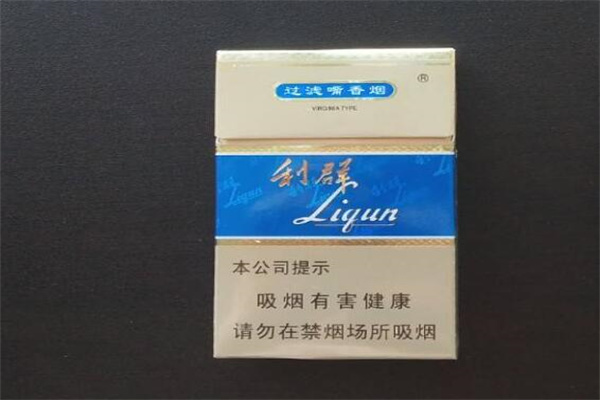 过滤嘴香烟
®
VIRGINIA TYPE
利群
Liqun
本公司提示
吸烟有害健康
请勿在禁烟场所吸烟